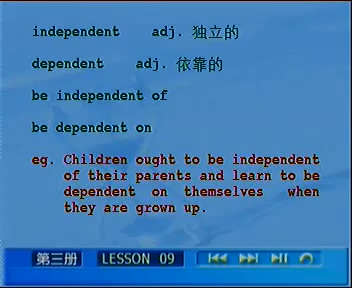 independent adj. 独立的
dependent adj. 依靠的
be independent of
be dependent on
eg. Children ought to be independent
of their parents and learn to be
dependent on themselves when
they are grown up.
第三册 LESSON 09